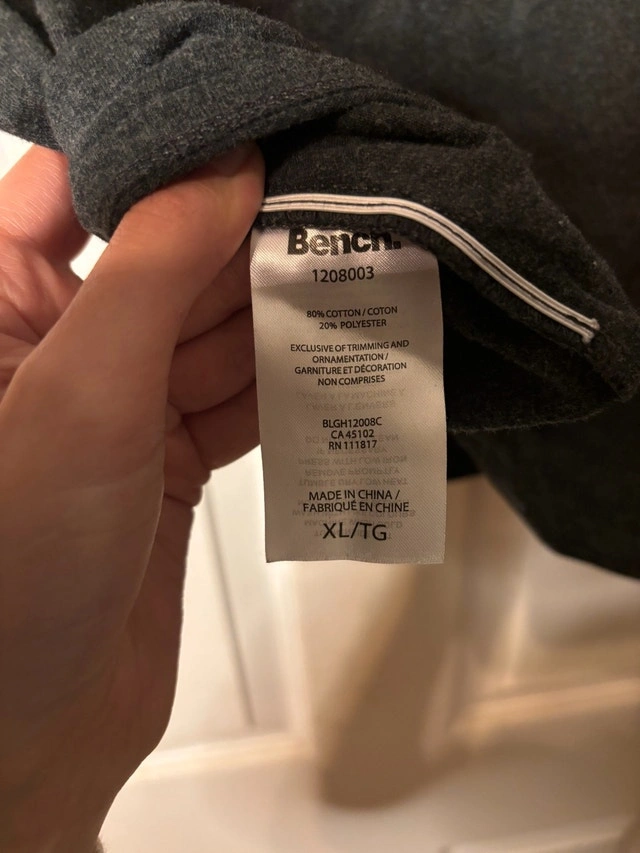 Bench.
1208003
80% COTTON / COTON
20% POLYESTER
EXCLUSIVE OF TRIMMING AND
ORNAMENTATION /
GARNITURE ET DÉCORATION
NON COMPRISES
BLGH12008C
CA 45102
RN 111817
MADE IN CHINA /
FABRIQUÉ EN CHINE
XL/TG